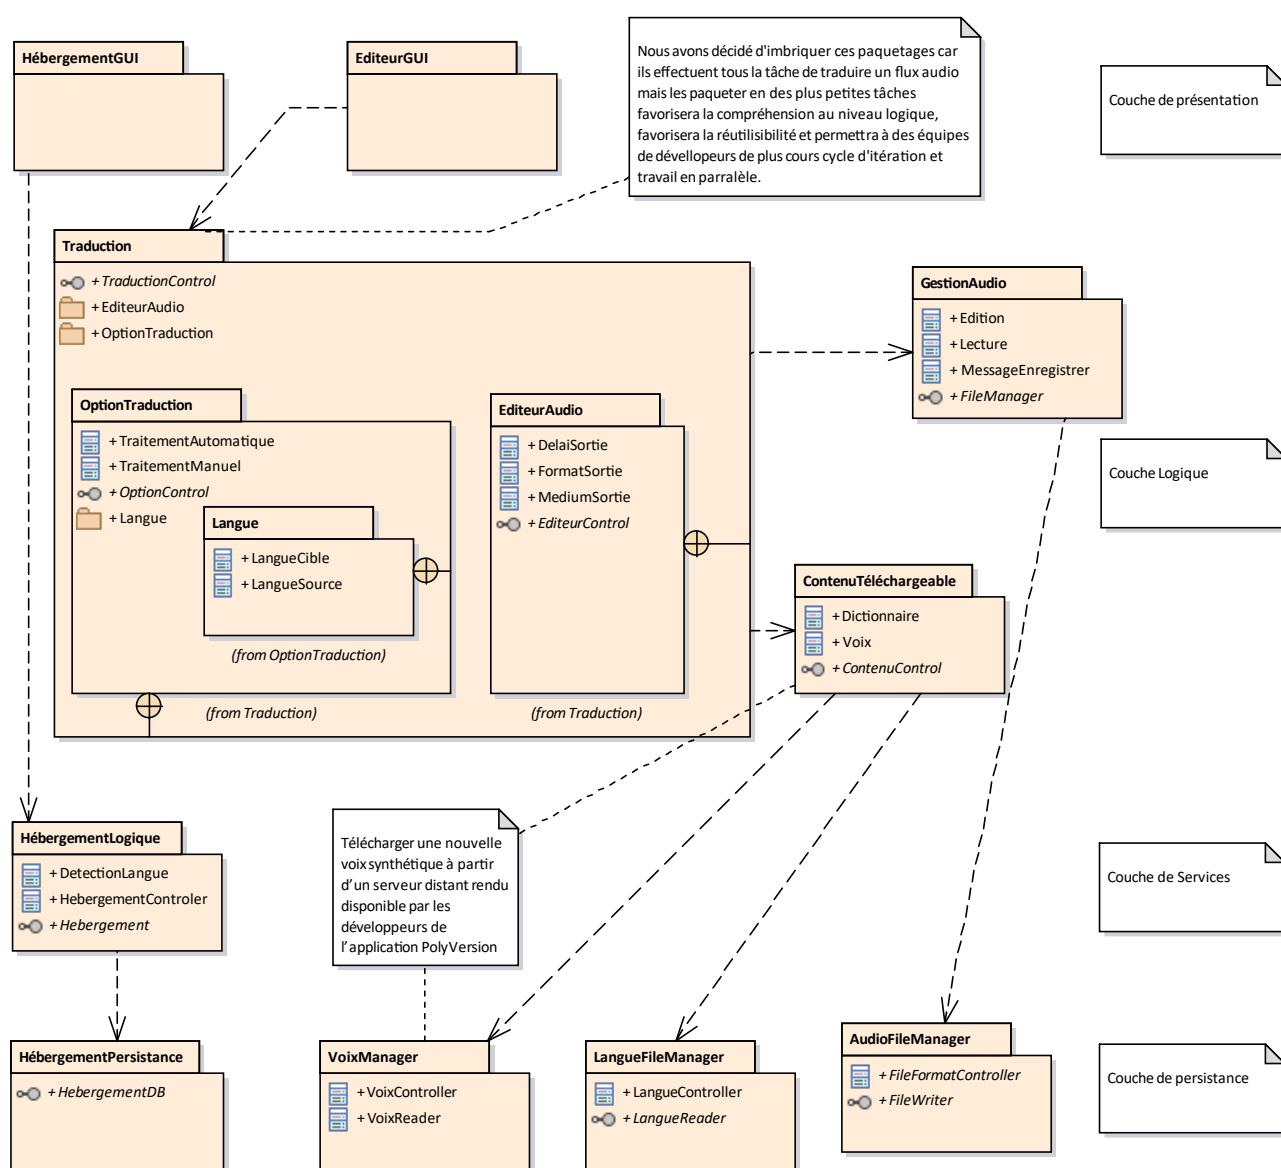 HébergementGUI
EditeurGUI
Nous avons décidé d'imbriquer ces paquetages car
ils effectuent tous la tâche de traduire un flux audio
mais les paqueter en des plus petites tâches
favorisera la compréhension au niveau logique,
favorisera la réutilisibilité et permettra à des équipes
de dévellopeurs de plus cours cycle d'itération et
travail en parralèle.
Couche de présentation
Traduction
+ TraductionControl
+ EditeurAudio
+ OptionTraduction
GestionAudio
+ Edition
+ Lecture
+ MessageEnregistrer
+ FileManager
OptionTraduction
+ TraitementAutomatique
+ TraitementManuel
+ OptionControl
+ Langue
Langue
+ LangueCible
+ LangueSource
(from OptionTraduction)
(from Traduction)
EditeurAudio
+ DelaiSortie
+ FormatSortie
+ MediumSortie
+ EditeurControl
(from Traduction)
Couche Logique
ContenuTéléchargeable
+ Dictionnaire
+ Voix
+ ContenuControl
HébergementLogique
+ DetectionLangue
+ HebergementControler
+ Hebergement
Télécharger une nouvelle
voix synthétique à partir
d'un serveur distant rendu
disponible par les
développeurs de
l'application PolyVersion
Couche de Services
HébergementPersistance
+ HebergementDB
VoixManager
+ VoixController
+ VoixReader
LangueFileManager
+ LangueController
+ LangueReader
AudioFileManager
+ FileFormatController
+ FileWriter
Couche de persistance